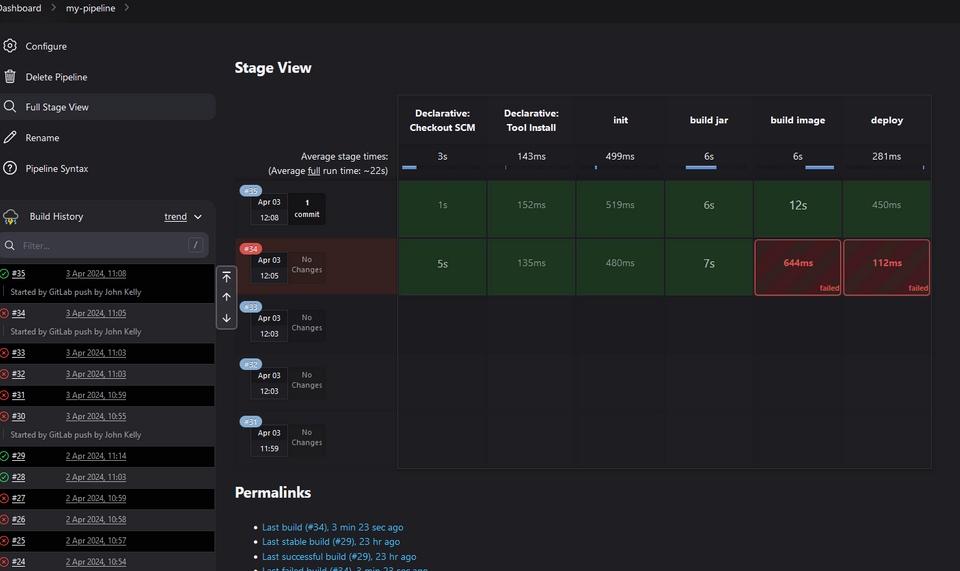 Dashboard > my-pipeline >
Configure
Delete Pipeline
Full Stage View
Rename
Pipeline Syntax
Build History
trend
Filter...
/
#35 3 Apr 2024, 11:08
Started by GitLab push by John Kelly
#34 3 Apr 2024, 11:05
Started by GitLab push by John Kelly
#33 3 Apr 2024, 11:03
#32 3 Apr 2024, 11:03
#31 3 Apr 2024, 10:59
#30 3 Apr 2024, 10:55
Started by GitLab push by John Kelly
#29 2 Apr 2024, 11:14
#28 2 Apr 2024, 11:03
#27 2 Apr 2024, 10:59
#26 2 Apr 2024, 10:58
#25 2 Apr 2024, 10:57
#24 2 Apr 2024, 10:54
Stage View
Declarative: Checkout SCM
Declarative: Tool Install
init
build jar
build image
deploy
Average stage times:
(Average full run time: ~22s)
3s 143ms 499ms 6s 6s 281ms
#35
Apr 03
12:08
1
commit
1s 152ms 519ms 6s 12s 450ms
#34
Apr 03
12:05
No
Changes
5s 135ms 480ms 7s 644ms 112ms
failed failed
#33
Apr 03
12:03
No
Changes
#32
Apr 03
12:03
No
Changes
#31
Apr 03
11:59
No
Changes
Permalinks
Last build (#34), 3 min 23 sec ago
Last stable build (#29), 23 hr ago
Last successful build (#29), 23 hr ago
Last failed build (#34), 3 min 23 sec ago